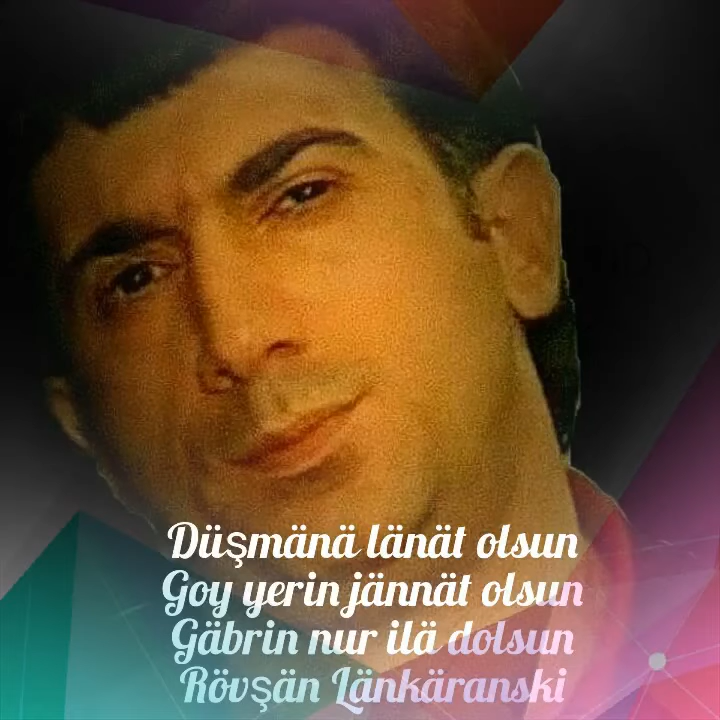 Düşmänä länät olsun
Goy yerin jännät olsun
Gäbrin nur ilä dolsun
Rövşän Länkäranski